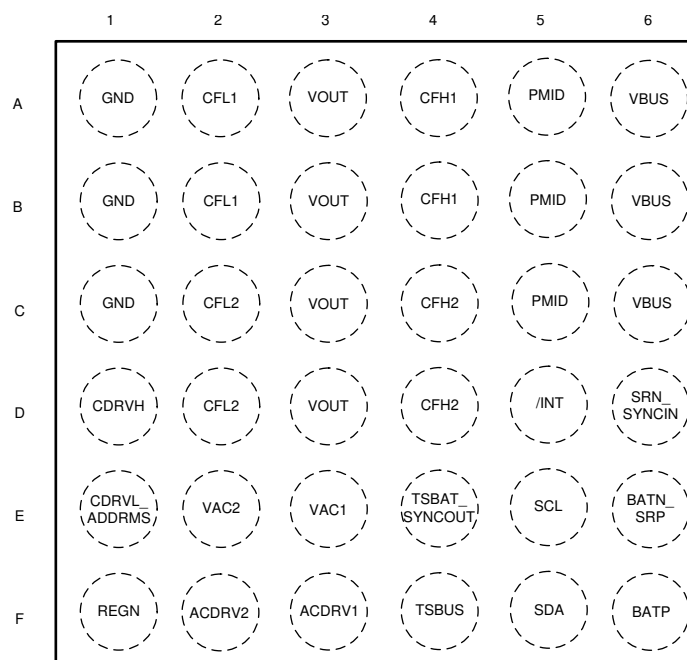 1 2 3 4 5 6
A GND CFL1 VOUT CFH1 PMID VBUS
B GND CFL1 VOUT CFH1 PMID VBUS
C GND CFL2 VOUT CFH2 PMID VBUS
D CDRVH CFL2 VOUT CFH2 /INT SRN_
SYNCIN
E CDRVL_
ADDRMS VAC2 VAC1 TSBAT_
SYNCOUT SCL BATN_
SRP
F REGN ACDRV2 ACDRV1 TSBUS SDA BATP